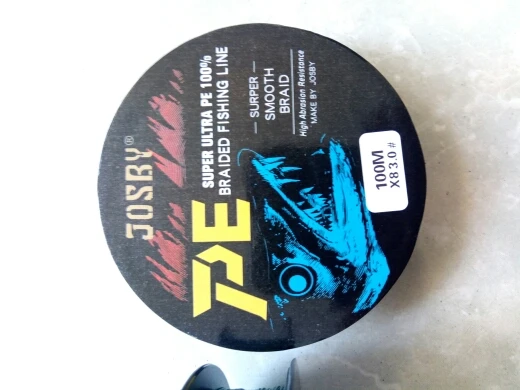 JOSBY®
PE
SUPER ULTRA PE 100%
BRAIDED FISHING LINE
SURPER
SMOOTH
BRAID
High Abrasion Resistance
MAKE BY JOSBY
100M
X8 3.0 #